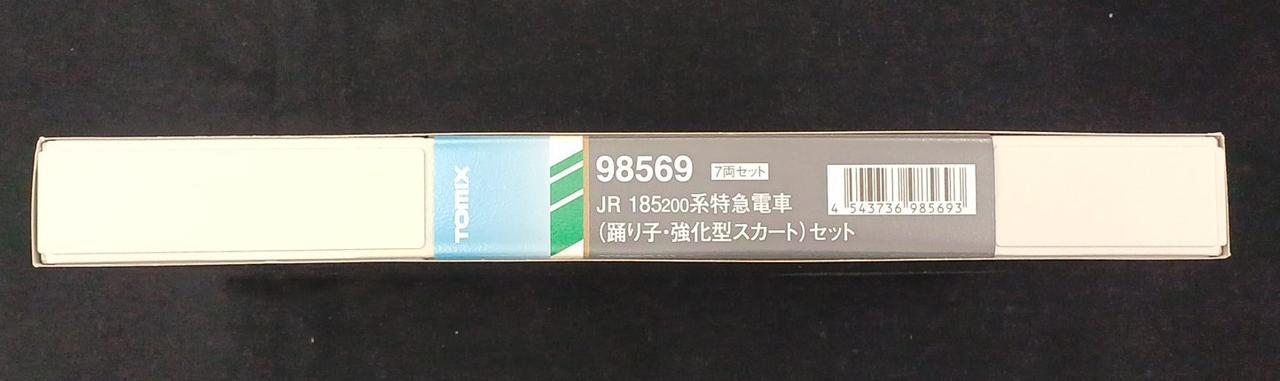 TOMIX
98569 7両セット
JR 185200系特急電車
(踊り子・強化型スカート)セット
4 543736 985693